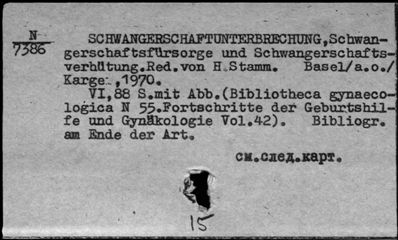 N
7386
SCHWANGERSCHAFTUNTERBRECHUNG,Schwan-
gerschaftsfürsorge und Schwangerschafts-
verhütung.Red.von H.Stamm. Basel/a.o./
Karger,1970.
VI,88 S.mit Abb.(Bibliotheca gynaeco-
logica N 55.Fortschritte der Geburtshil-
fe und Gynäkologie Vol.42). Bibliogr.
am Ende der Art.
см.след.карт.
15